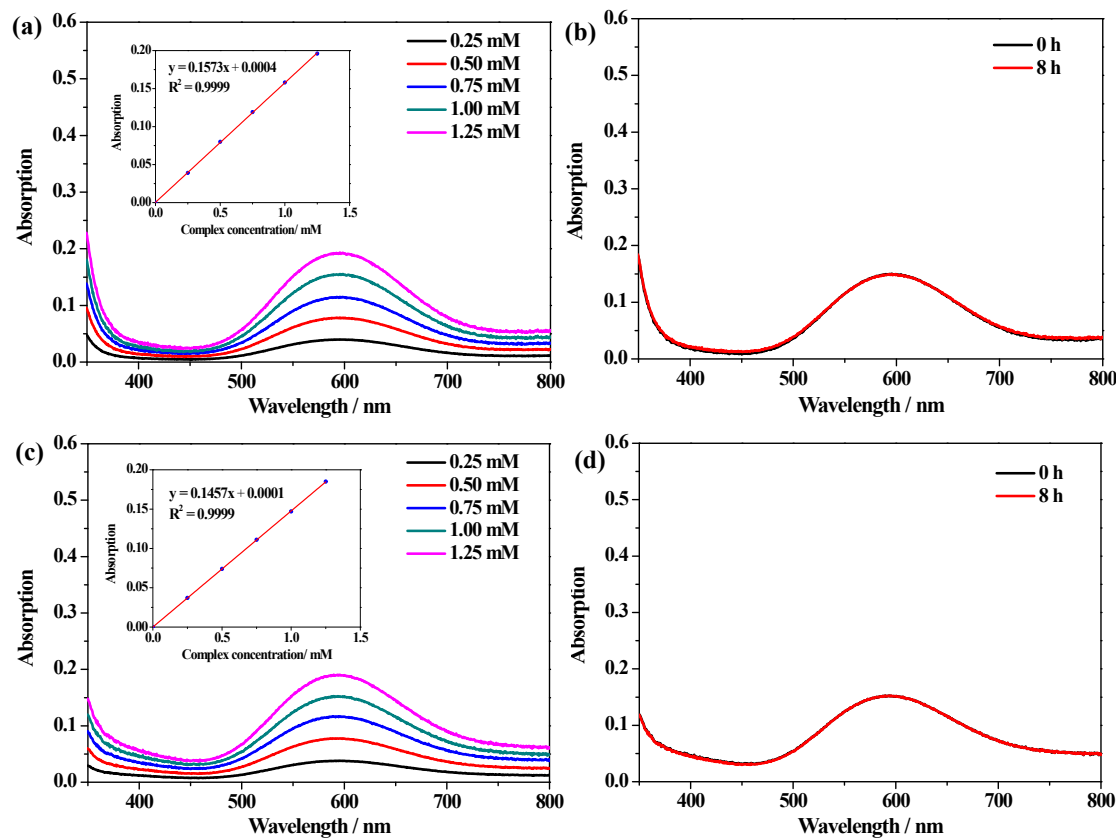 (a)
0.6
0.5
0.4
0.3
0.2
0.1
0.0
Absorption
400 500 600 700 800
Wavelength / nm
0.25 mM
0.50 mM
0.75 mM
1.00 mM
1.25 mM
y = 0.1573x + 0.0004
R² = 0.9999
0.20
0.15
0.10
0.05
0.00
Absorption
0.0 0.5 1.0 1.5
Complex concentration/ mM
(b)
0.6
0.5
0.4
0.3
0.2
0.1
0.0
Absorption
400 500 600 700 800
Wavelength / nm
0 h
8 h
(c)
0.6
0.5
0.4
0.3
0.2
0.1
0.0
Absorption
400 500 600 700 800
Wavelength / nm
0.25 mM
0.50 mM
0.75 mM
1.00 mM
1.25 mM
y = 0.1457x + 0.0001
R² = 0.9999
0.20
0.15
0.10
0.05
0.00
Absorption
0.0 0.5 1.0 1.5
Complex concentration/ mM
(d)
0.6
0.5
0.4
0.3
0.2
0.1
0.0
Absorption
400 500 600 700 800
Wavelength / nm
0 h
8 h